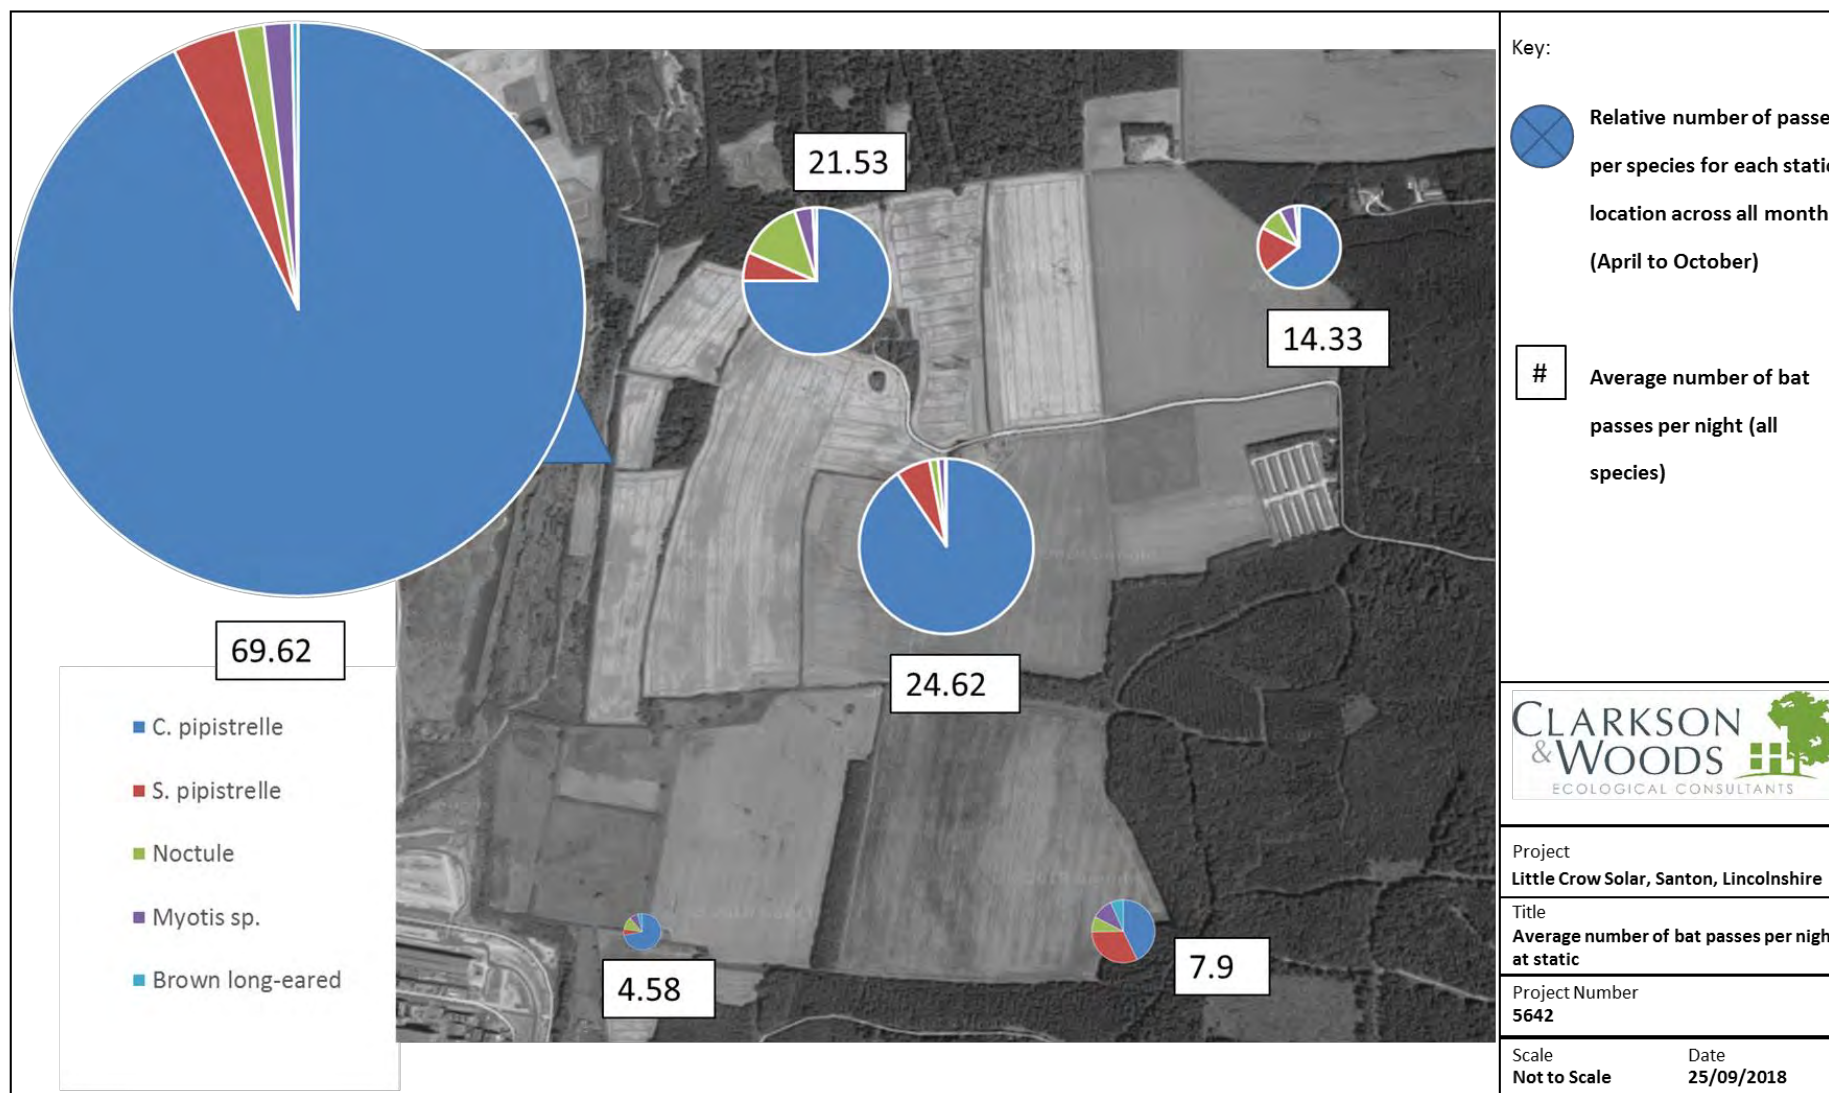 21.53
14.33
69.62
24.62
C. pipistrelle
S. pipistrelle
Noctule
Myotis sp.
Brown long-eared
4.58
7.9
Key:
Relative number of passe
per species for each stati
location across all month
(April to October)
#
Average number of bat
passes per night (all
species)
CLARKSON
&WOODS
ECOLOGICAL CONSULTANTS
Project
Little Crow Solar, Santon, Lincolnshire
Title
Average number of bat passes per nigh
at static
Project Number
5642
Scale
Date
Not to Scale
25/09/2018